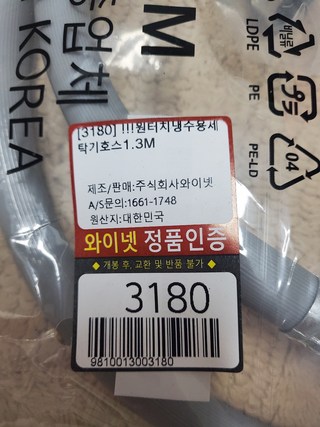 M
LDPE
PE
04
PE-LD
KOREA
[3180] !!!원터치냉수용세
탁기호스1.3M
제조/판매:주식회사와이넷
A/S문의:1661-1748
원산지:대한민국
와이넷 정품인증
◆ 개봉 후, 교환 및 반품 불가 ◆
3180
9810013003180